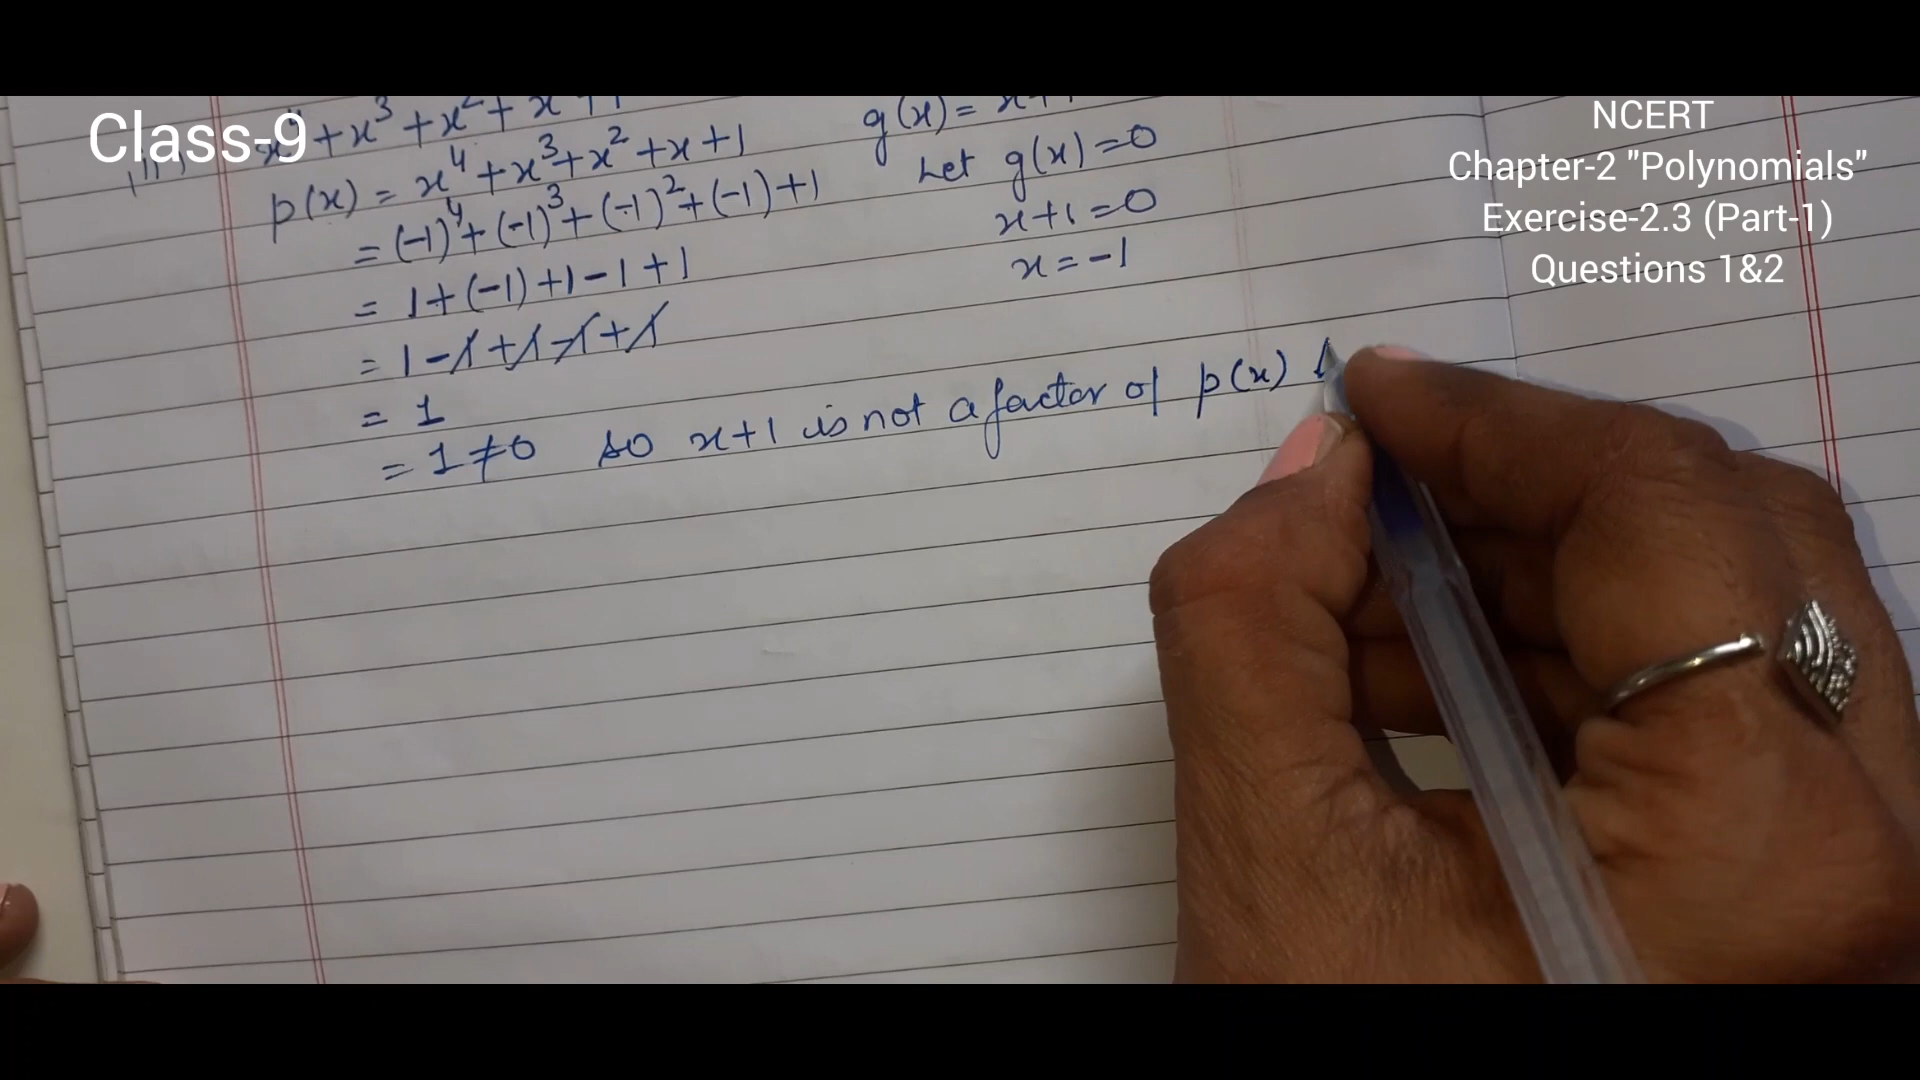 Class-9
NCERT
Chapter-2 "Polynomials"
Exercise-2.3 (Part-1)
Questions 1&2
+ x³ + x² + x + 1
g(x) = x+1
p(x) = x⁴ + x³ + x² + x + 1
Let g(x) = 0
= (-1)⁴ + (-1)³ + (-1)² + (-1) + 1
x+1 = 0
= 1 + (-1) + 1 - 1 + 1
x = -1
= 1 - 1 + 1 - 1 + 1
= 1
= 1 ≠ 0 so x+1 is not a factor of p(x)